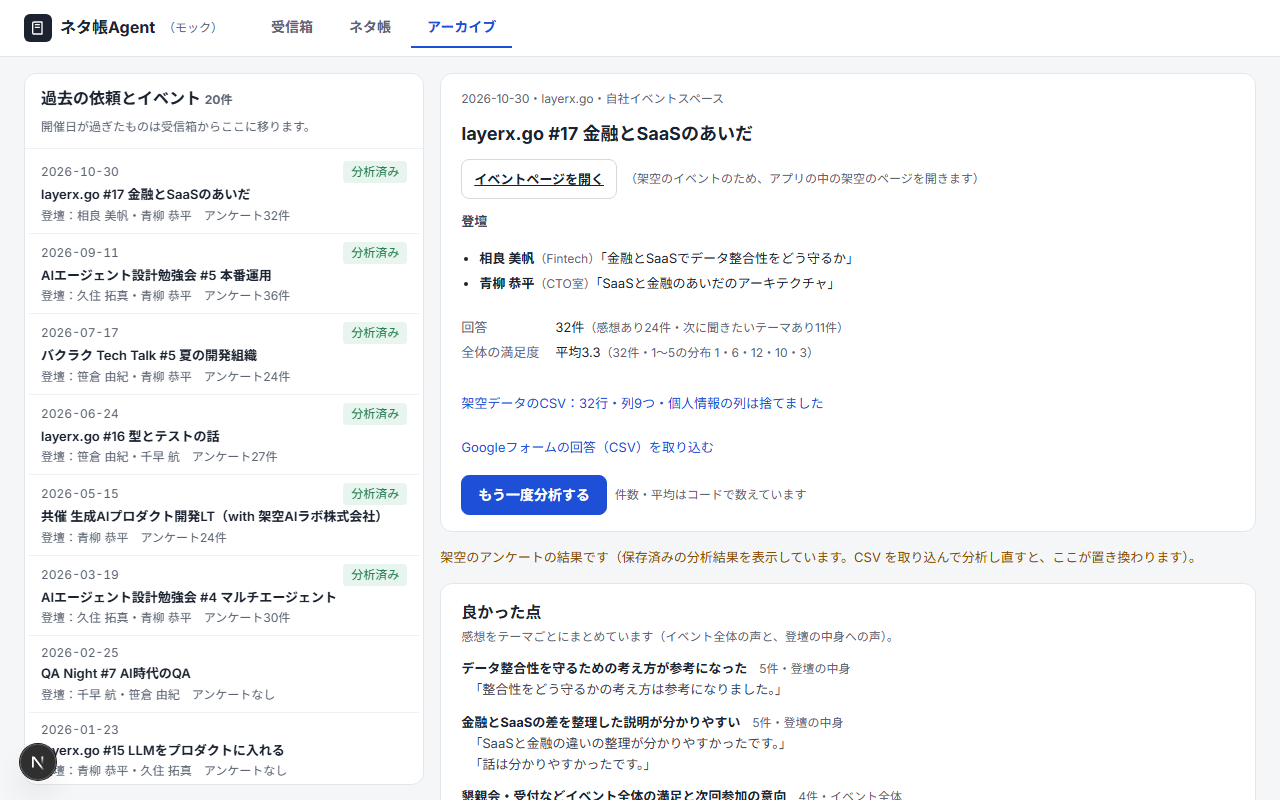 ネタ帳Agent （モック） 受信箱 ネタ帳 アーカイブ
過去の依頼とイベント 20件
開催日が過ぎたものは受信箱からここに移ります。
2026-10-30 分析済み
layerx.go #17 金融とSaaSのあいだ
登壇：相良 美帆・青柳 恭平 アンケート32件
2026-09-11 分析済み
AIエージェント設計勉強会 #5 本番運用
登壇：久住 拓真・青柳 恭平 アンケート36件
2026-07-17 分析済み
バクラク Tech Talk #5 夏の開発組織
登壇：笹倉 由紀・青柳 恭平 アンケート24件
2026-06-24 分析済み
layerx.go #16 型とテストの話
登壇：笹倉 由紀・千早 航 アンケート27件
2026-05-15 分析済み
共催 生成AIプロダクト開発LT（with 架空AIラボ株式会社）
登壇：青柳 恭平 アンケート24件
2026-03-19 分析済み
AIエージェント設計勉強会 #4 マルチエージェント
登壇：久住 拓真・青柳 恭平 アンケート30件
2026-02-25
QA Night #7 AI時代のQA
登壇：千早 航・笹倉 由紀 アンケートなし
2026-01-23
yerx.go #15 LLMをプロダクトに入れる
壇：青柳 恭平・久住 拓真 アンケートなし
N
2026-10-30・layerx.go・自社イベントスペース
layerx.go #17 金融とSaaSのあいだ
イベントページを開く （架空のイベントのため、アプリの中の架空のページを開きます）
登壇
• 相良 美帆（Fintech）「金融とSaaSでデータ整合性をどう守るか」
• 青柳 恭平（CTO室）「SaaSと金融のあいだのアーキテクチャ」
回答 32件（感想あり24件・次に聞きたいテーマあり11件）
全体の満足度 平均3.3（32件・1〜5の分布 1・6・12・10・3）
架空データのCSV：32行・列9つ・個人情報の列は捨てました
Googleフォームの回答（CSV）を取り込む
もう一度分析する 件数・平均はコードで数えています
架空のアンケートの結果です（保存済みの分析結果を表示しています。CSV を取り込んで分析し直すと、ここが置き換わります）。
良かった点
感想をテーマごとにまとめています（イベント全体の声と、登壇の中身への声）。
データ整合性を守るための考え方が参考になった 5件・登壇の中身
「整合性をどう守るかの考え方は参考になりました。」
金融とSaaSの差を整理した説明が分かりやすい 5件・登壇の中身
「SaaSと金融の違いの整理が分かりやすかったです。」
「話は分かりやすかったです。」
懇親会・受付などイベント全体の満足と次回参加の意向 4件・イベント全体